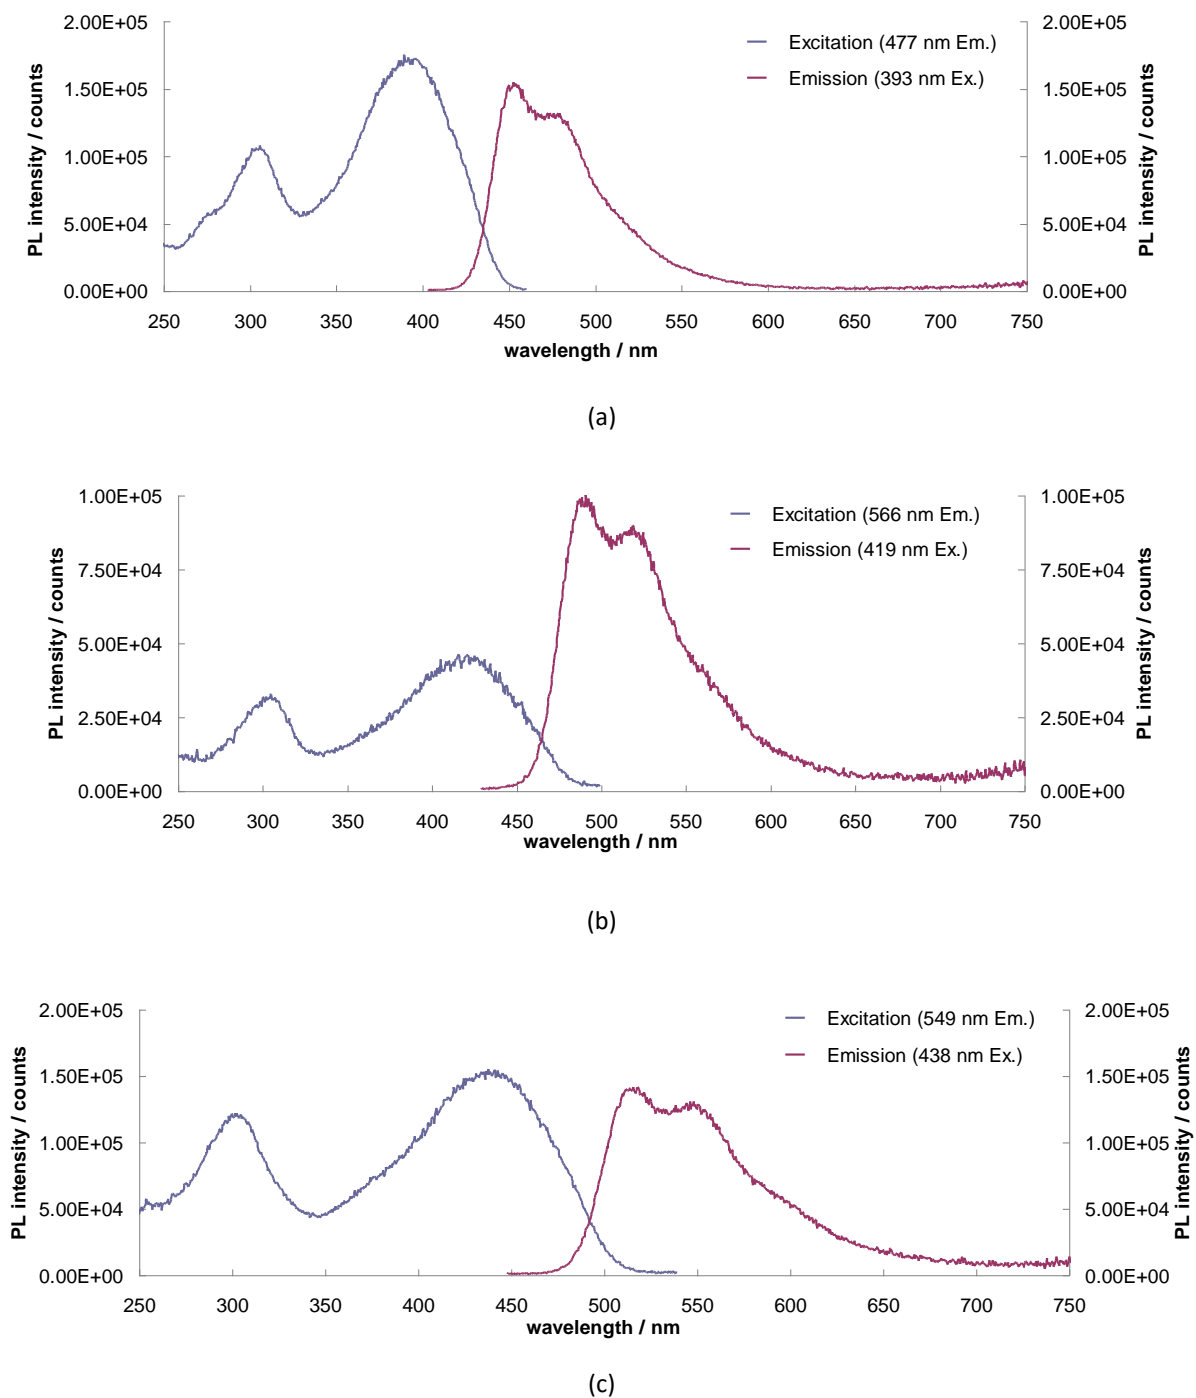 2.00E+05 2.00E+05
Excitation (477 nm Em.)
1.50E+05 Emission (393 nm Ex.) 1.50E+05
1.00E+05 1.00E+05
5.00E+04 5.00E+04
0.00E+00 0.00E+00
PL intensity / counts
PL intensity / counts
250 300 350 400 450 500 550 600 650 700 750
wavelength / nm
(a)
1.00E+05 1.00E+05
Excitation (566 nm Em.)
Emission (419 nm Ex.)
7.50E+04 7.50E+04
5.00E+04 5.00E+04
2.50E+04 2.50E+04
0.00E+00 0.00E+00
PL intensity / counts
PL intensity / counts
250 300 350 400 450 500 550 600 650 700 750
wavelength / nm
(b)
2.00E+05 2.00E+05
Excitation (549 nm Em.)
Emission (438 nm Ex.)
1.50E+05 1.50E+05
1.00E+05 1.00E+05
5.00E+04 5.00E+04
0.00E+00 0.00E+00
PL intensity / counts
PL intensity / counts
250 300 350 400 450 500 550 600 650 700 750
wavelength / nm
(c)